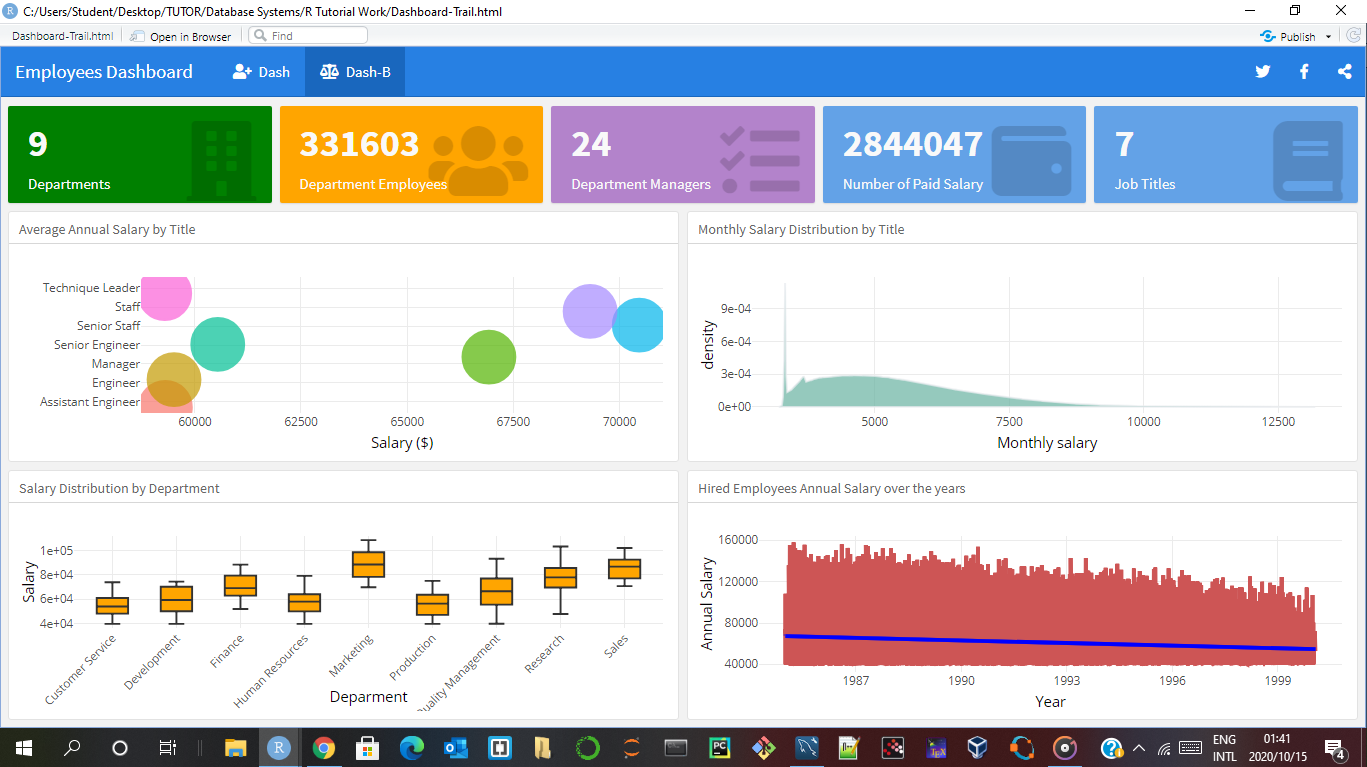 C:/Users/Student/Desktop/TUTOR/Database Systems/R Tutorial Work/Dashboard-Trail.html
Dashboard-Trail.html Open in Browser Find Publish
Employees Dashboard Dash Dash-B
9
Departments
331603
Department Employees
24
Department Managers
2844047
Number of Paid Salary
7
Job Titles
Average Annual Salary by Title
Technique Leader
Staff
Senior Staff
Senior Engineer
Manager
Engineer
Assistant Engineer
60000 62500 65000 67500 70000
Salary ($)
Monthly Salary Distribution by Title
density
9e-04
6e-04
3e-04
0e+00
5000 7500 10000 12500
Monthly salary
Salary Distribution by Department
Salary
1e+05
8e+04
6e+04
4e+04
Customer Service
Development
Finance
Human Resources
Marketing
Production
Quality Management
Research
Sales
Deparment
Hired Employees Annual Salary over the years
Annual Salary
160000
120000
80000
40000
1987 1990 1993 1996 1999
Year
ENG
INTL
01:41
2020/10/15
4